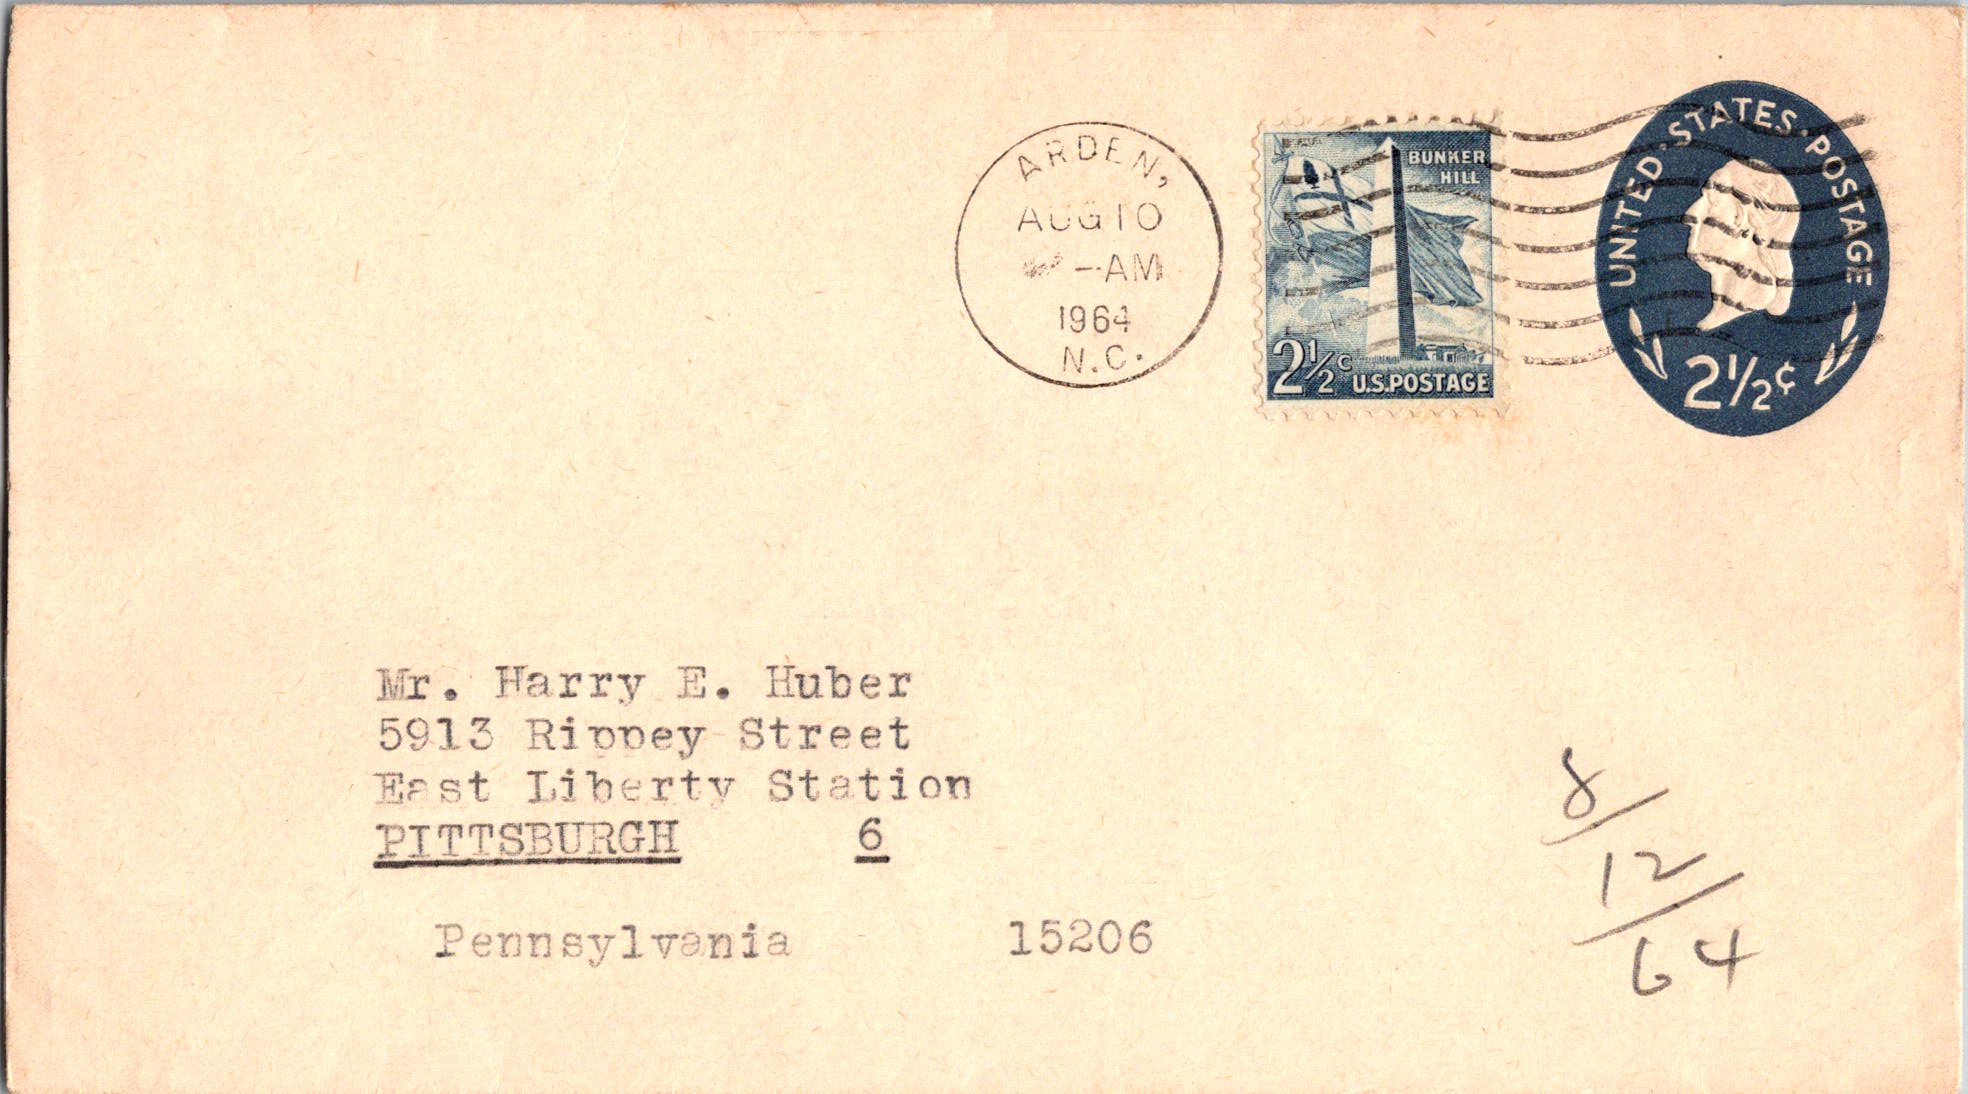 ARDEN,
AUG 10
-AM
1964
N.C.
BUNKER
HILL
2½¢ U.S.POSTAGE
UNITED·STATES·POSTAGE
2½¢
Mr. Harry E. Huber
5913 Rippey Street
East Liberty Station
PITTSBURGH 6
Pennsylvania 15206
8/12/64